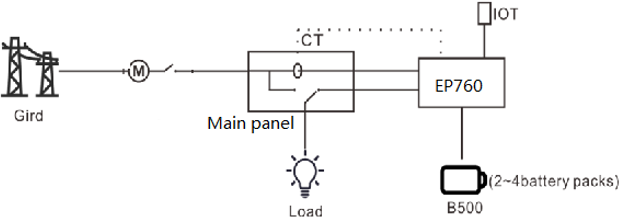 IOT
CT
M
EP760
Gird
Main panel
(2~4battery packs)
B500
Load